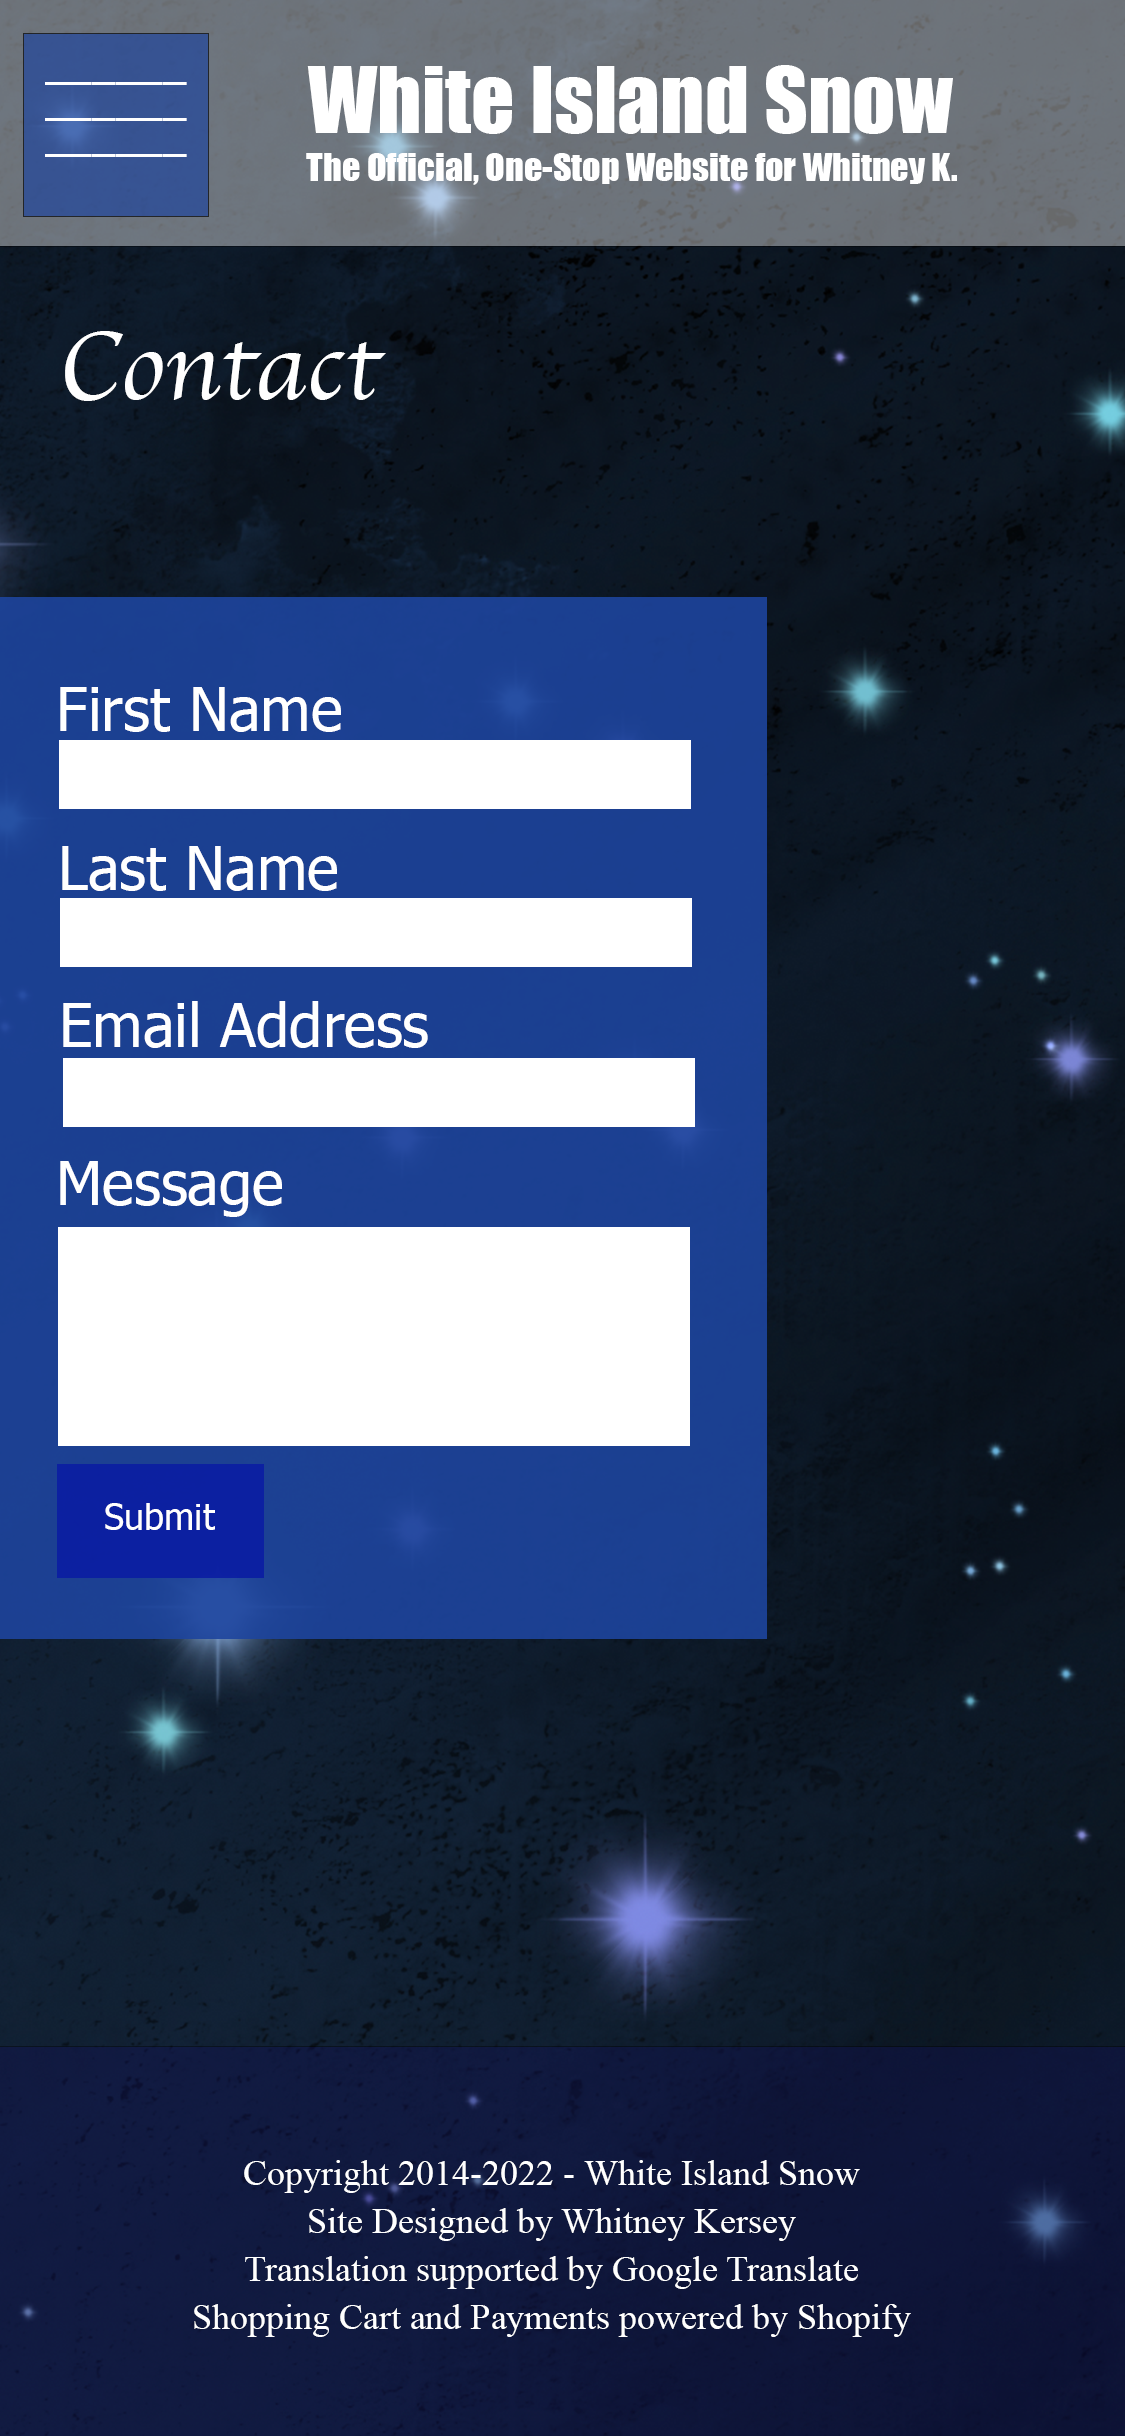 White Island Snow
The Official, One-Stop Website for Whitney K.
Contact
First Name
Last Name
Email Address
Message
Submit
Copyright 2014-2022 - White Island Snow
Site Designed by Whitney Kersey
Translation supported by Google Translate
Shopping Cart and Payments powered by Shopify